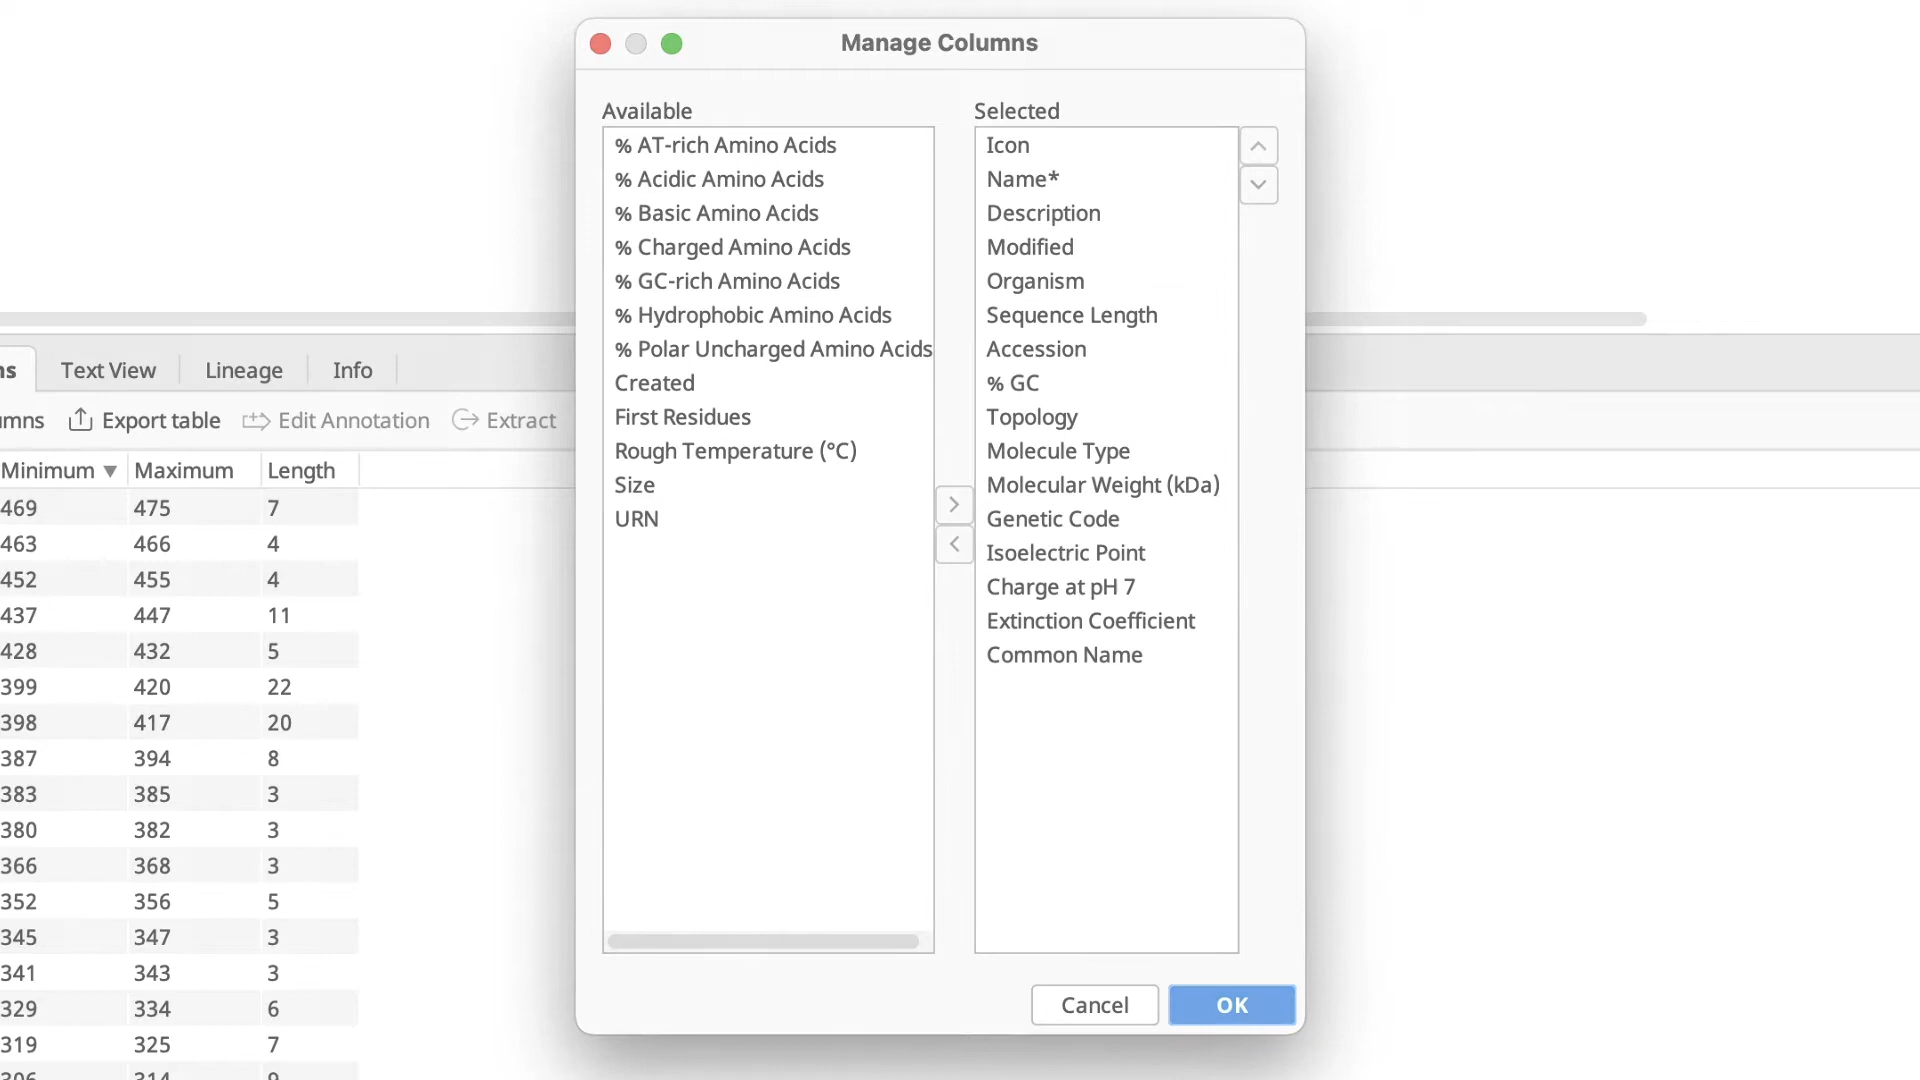 Manage Columns
Available
% AT-rich Amino Acids
% Acidic Amino Acids
% Basic Amino Acids
% Charged Amino Acids
% GC-rich Amino Acids
% Hydrophobic Amino Acids
% Polar Uncharged Amino Acids
Created
First Residues
Rough Temperature (°C)
Size
URN
Selected
Icon
Name*
Description
Modified
Organism
Sequence Length
Accession
% GC
Topology
Molecule Type
Molecular Weight (kDa)
Genetic Code
Isoelectric Point
Charge at pH 7
Extinction Coefficient
Common Name
Cancel OK
Text View Lineage Info
Export table Edit Annotation Extract
Minimum Maximum Length
469 475 7
463 466 4
452 455 4
437 447 11
428 432 5
399 420 22
398 417 20
387 394 8
383 385 3
380 382 3
366 368 3
352 356 5
345 347 3
341 343 3
329 334 6
319 325 7